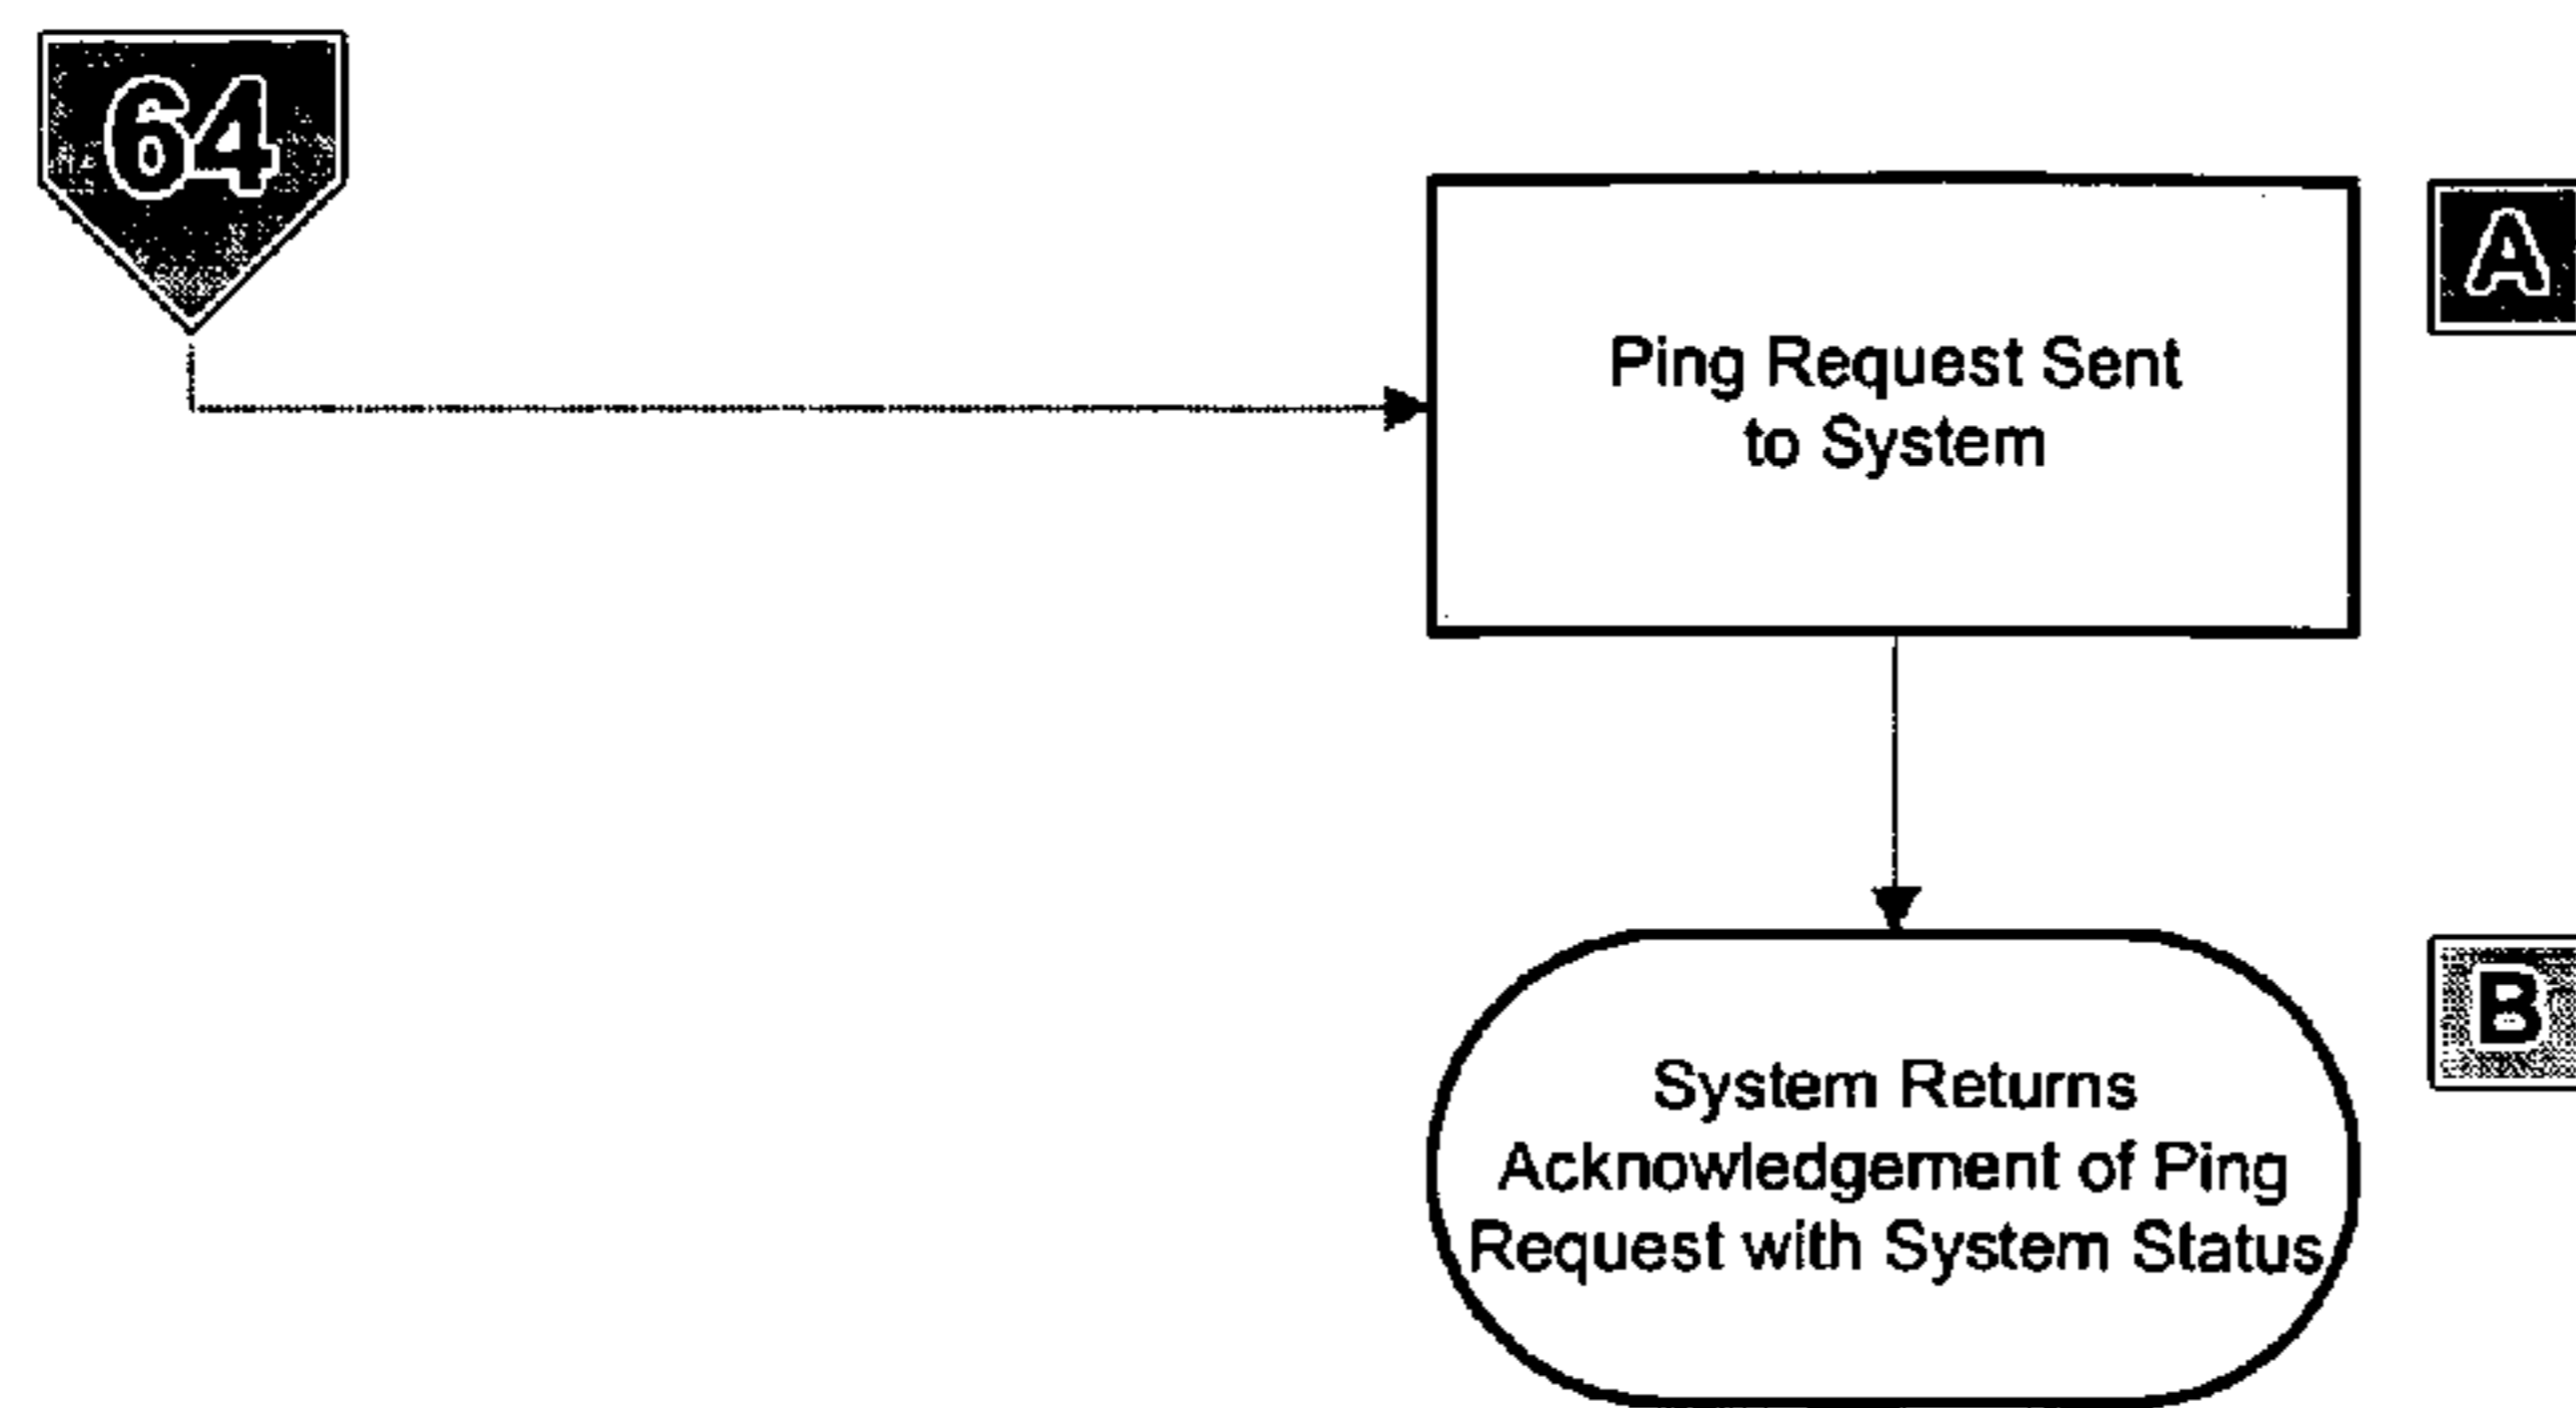 64
Ping Request Sent
to System
A
System Returns
Acknowledgement of Ping
Request with System Status
B